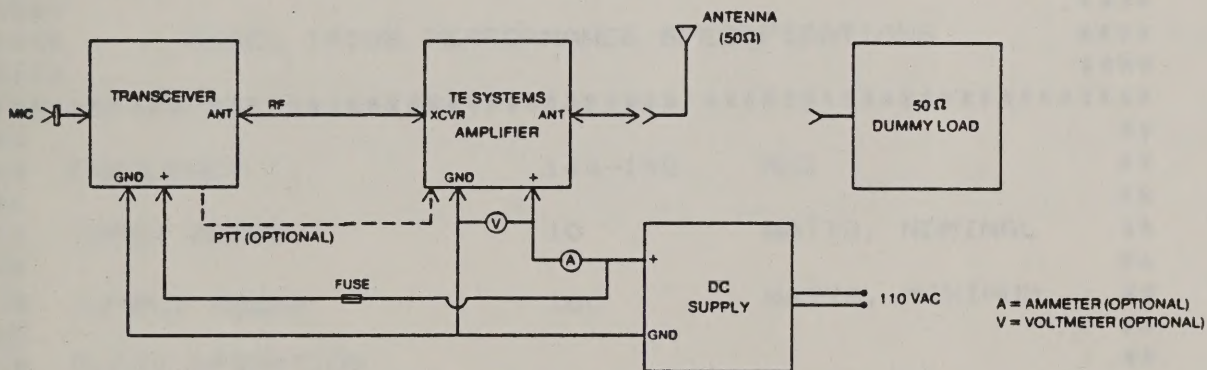 ANTENNA
(50Ω)
TRANSCEIVER
TE SYSTEMS
AMPLIFIER
50 Ω
DUMMY LOAD
MIC
ANT
RF
XCVR
ANT
GND
+
GND
+
PTT (OPTIONAL)
V
A
FUSE
+
DC
SUPPLY
GND
110 VAC
A = AMMETER (OPTIONAL)
V = VOLTMETER (OPTIONAL)